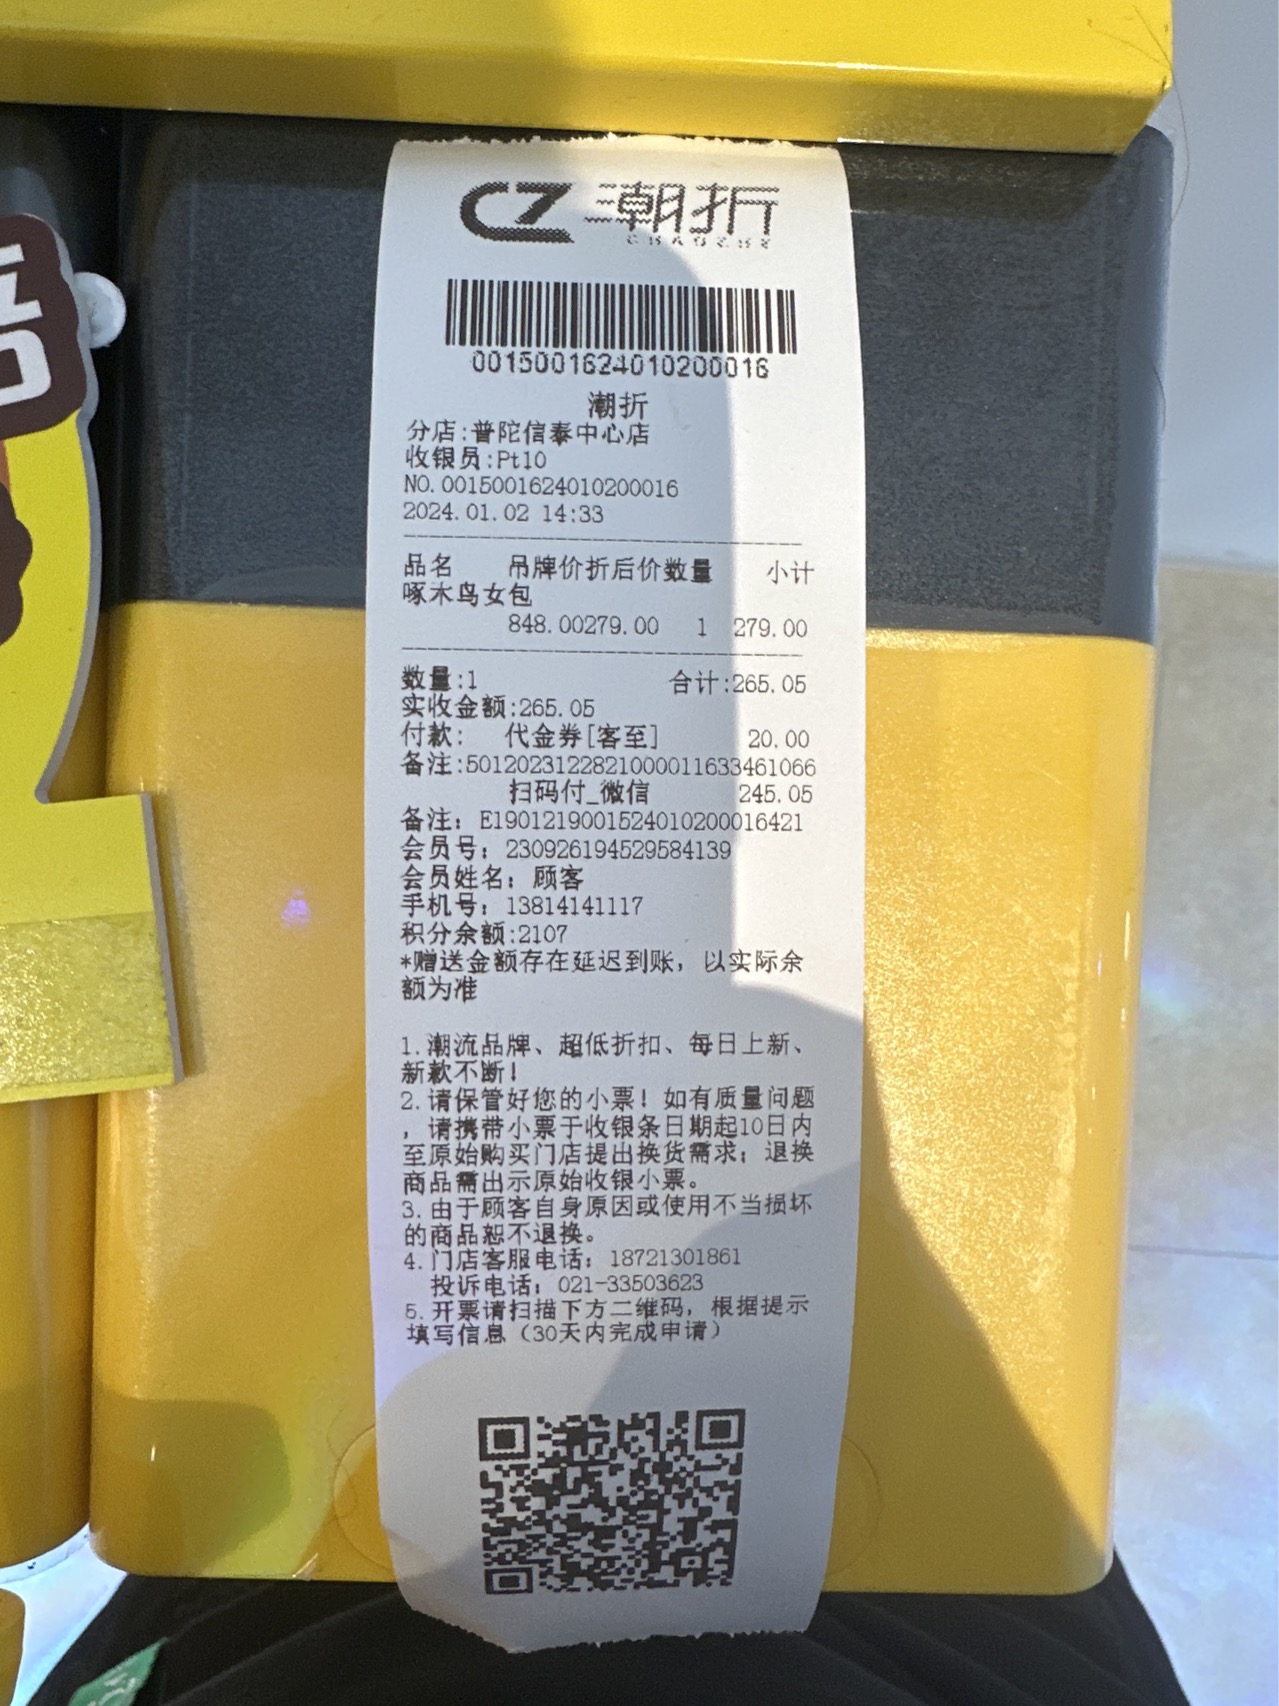 CZ 潮折
CHAOZHE
0015001624010200016
潮折
分店:普陀信泰中心店
收银员:Pt10
NO.0015001624010200016
2024.01.02 14:33
品名 吊牌价折后价数量 小计
啄木鸟女包
848.00279.00 1 279.00
数量:1 合计:265.05
实收金额:265.05
付款: 代金券[客至] 20.00
备注:5012023122821000011633461066
扫码付_微信 245.05
备注: E1901219001524010200016421
会员号: 230926194529584139
会员姓名: 顾客
手机号: 13814141117
积分余额:2107
*赠送金额存在延迟到账，以实际余
额为准
1.潮流品牌、超低折扣、每日上新、
新款不断!
2.请保管好您的小票！如有质量问题
，请携带小票于收银条日期起10日内
至原始购买门店提出换货需求；退换
商品需出示原始收银小票。
3.由于顾客自身原因或使用不当损坏
的商品恕不退换。
4.门店客服电话: 18721301861
投诉电话: 021-33503623
5.开票请扫描下方二维码，根据提示
填写信息（30天内完成申请）